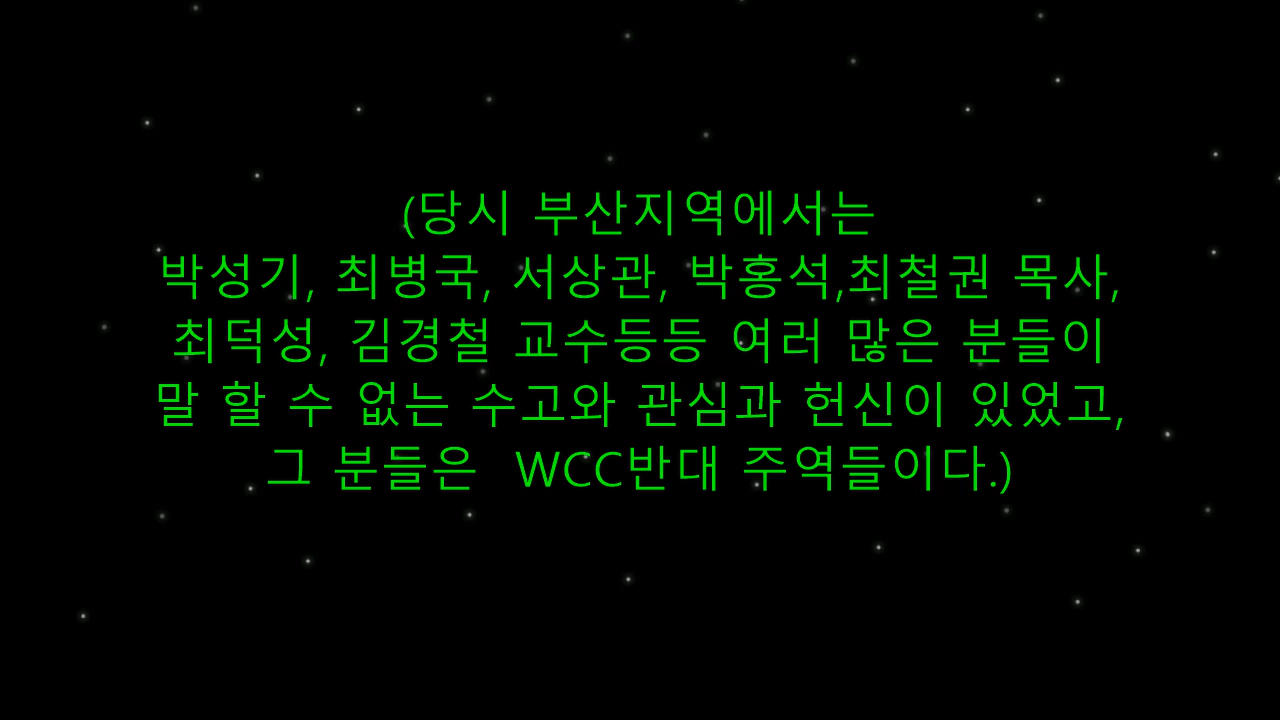 (당시 부산지역에서는
박성기, 최병국, 서상관, 박홍석,최철권 목사,
최덕성, 김경철 교수등등 여러 많은 분들이
말 할 수 없는 수고와 관심과 헌신이 있었고,
그 분들은  WCC반대 주역들이다.)